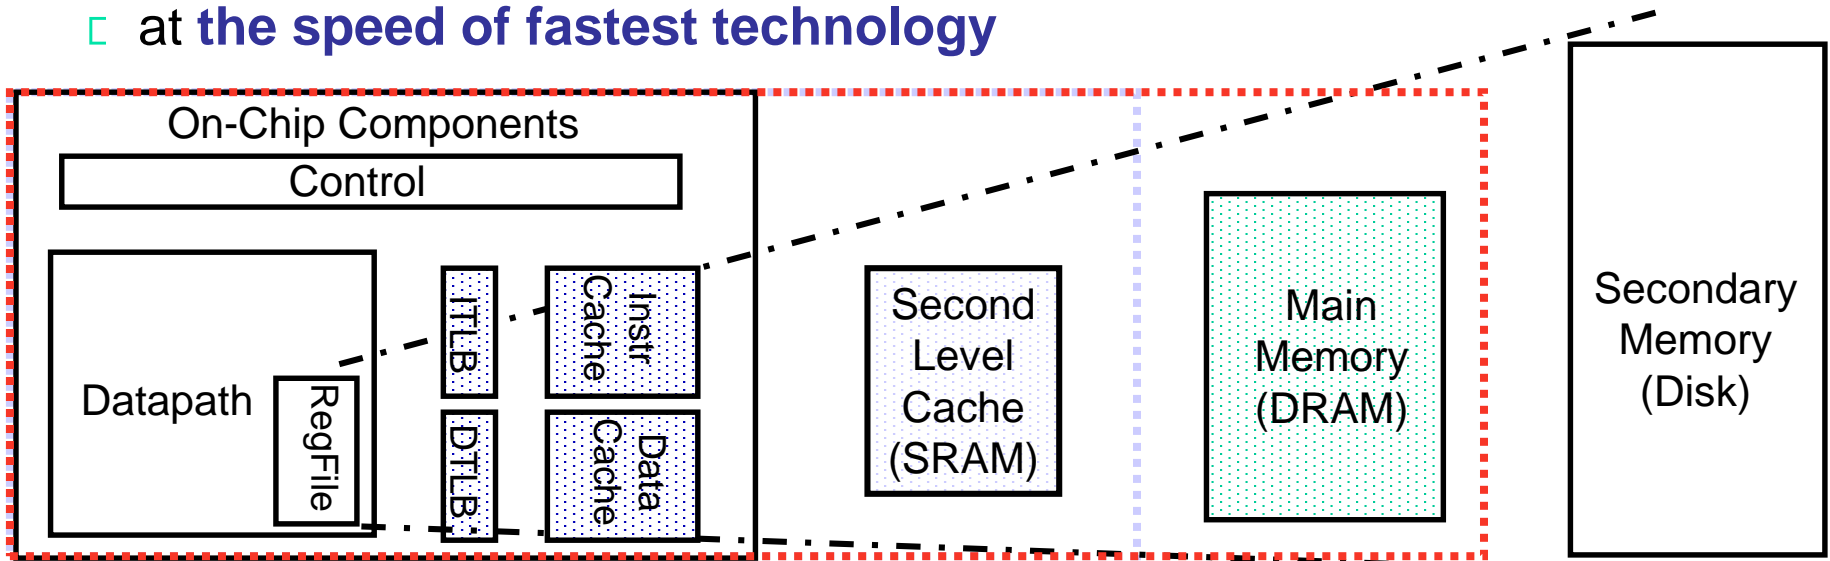 at the speed of fastest technology
On-Chip Components
Control
Datapath
RegFile
ITLB
DTLB
Instr
Cache
Data
Cache
Second
Level
Cache
(SRAM)
Main
Memory
(DRAM)
Secondary
Memory
(Disk)